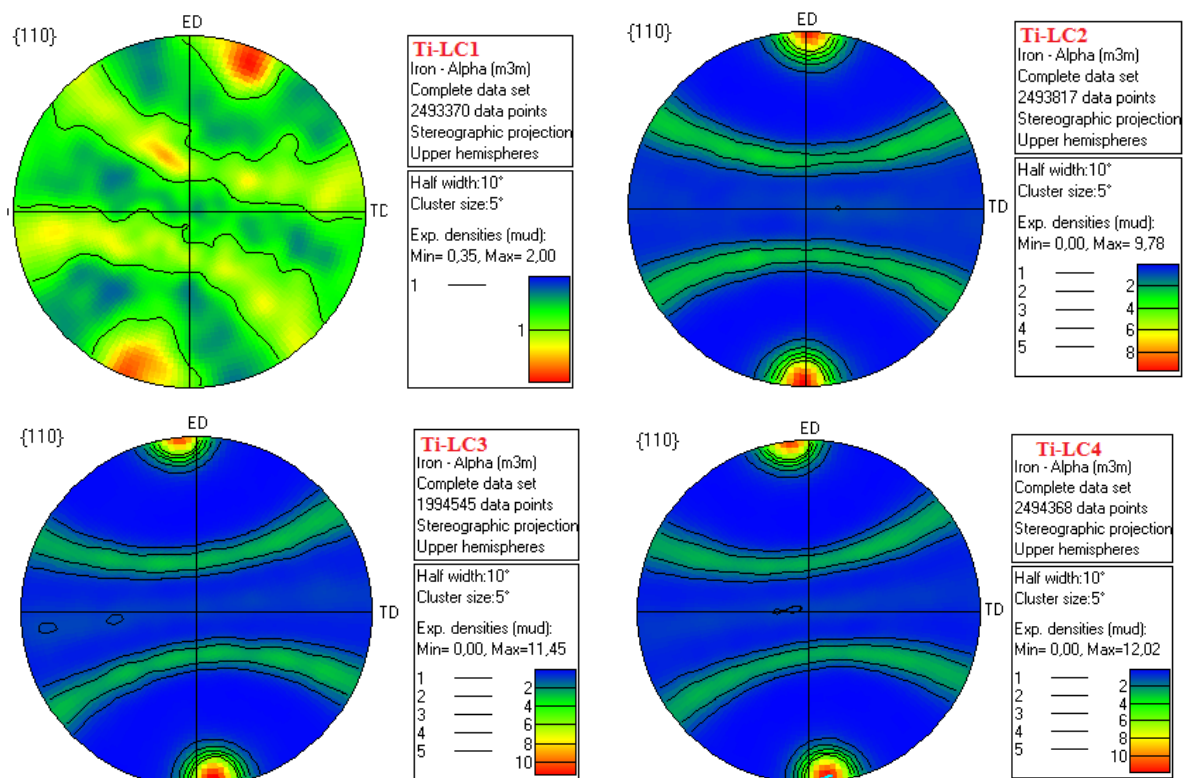 {110}
ED
TD
Ti-LC1
Iron - Alpha (m3m)
Complete data set
2493370 data points
Stereographic projection
Upper hemispheres
Half width:10°
Cluster size:5°
Exp. densities (mud):
Min= 0,35, Max= 2,00
1
1
{110}
ED
TD
Ti-LC2
Iron - Alpha (m3m)
Complete data set
2493817 data points
Stereographic projection
Upper hemispheres
Half width:10°
Cluster size:5°
Exp. densities (mud):
Min= 0,00, Max= 9,78
1
2
3
4
5
2
4
6
8
{110}
ED
TD
Ti-LC3
Iron - Alpha (m3m)
Complete data set
1994545 data points
Stereographic projection
Upper hemispheres
Half width:10°
Cluster size:5°
Exp. densities (mud):
Min= 0,00, Max=11,45
1
2
3
4
5
2
4
6
8
10
{110}
ED
TD
Ti-LC4
Iron - Alpha (m3m)
Complete data set
2494368 data points
Stereographic projection
Upper hemispheres
Half width:10°
Cluster size:5°
Exp. densities (mud):
Min= 0,00, Max=12,02
1
2
3
4
5
2
4
6
8
10